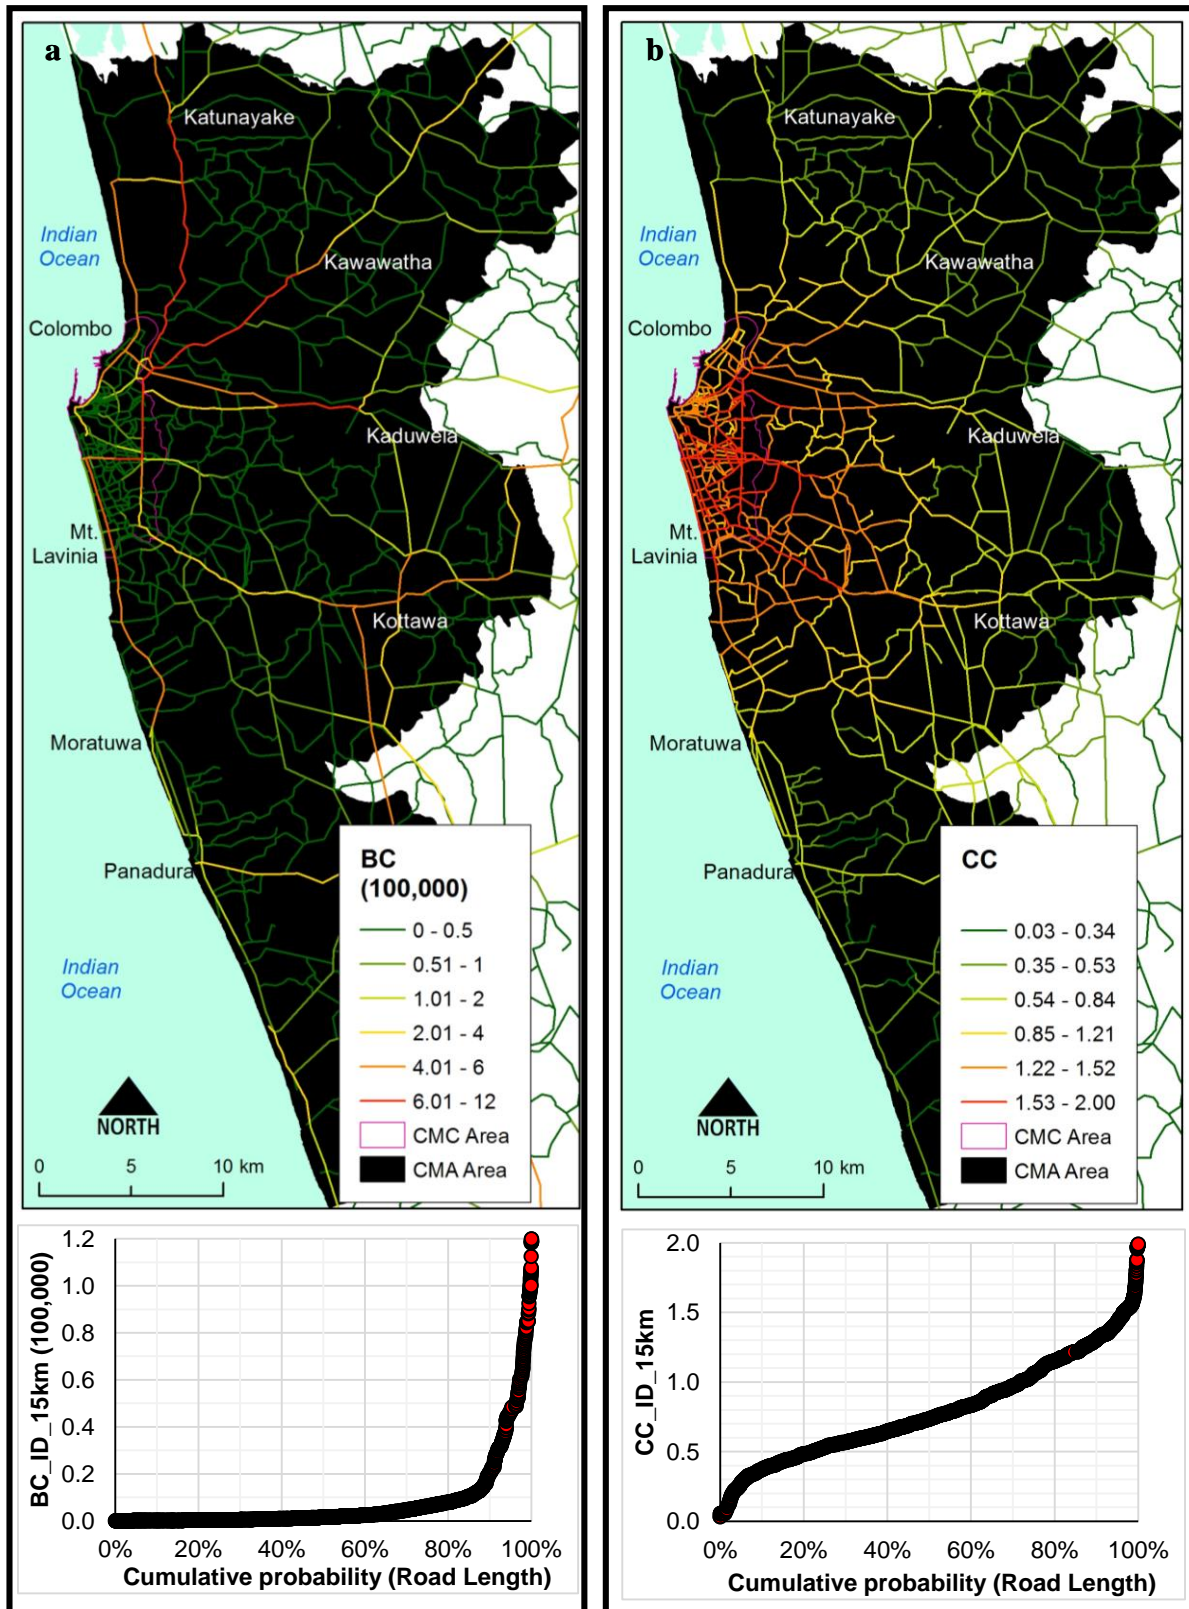 a
Katunayake
Indian
Ocean
Kawawatha
Colombo
Kaduwela
Mt.
Lavinia
Kottawa
Moratuwa
Panadura
Indian
Ocean
NORTH
0 5 10 km
BC
(100,000)
0 - 0.5
0.51 - 1
1.01 - 2
2.01 - 4
4.01 - 6
6.01 - 12
CMC Area
CMA Area
BC_ID_15km (100,000)
1.2
1.0
0.8
0.6
0.4
0.2
0.0
0% 20% 40% 60% 80% 100%
Cumulative probability (Road Length)
b
Katunayake
Indian
Ocean
Kawawatha
Colombo
Kaduwela
Mt.
Lavinia
Kottawa
Moratuwa
Panadura
Indian
Ocean
NORTH
0 5 10 km
CC
0.03 - 0.34
0.35 - 0.53
0.54 - 0.84
0.85 - 1.21
1.22 - 1.52
1.53 - 2.00
CMC Area
CMA Area
CC_ID_15km
2.0
1.5
1.0
0.5
0.0
0% 20% 40% 60% 80% 100%
Cumulative probability (Road Length)